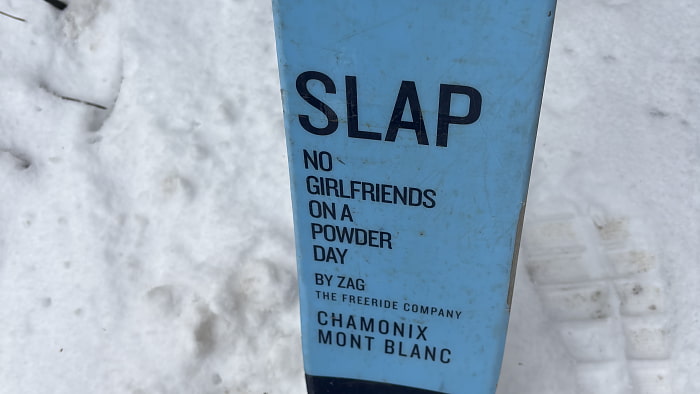 SLAP
NO
GIRLFRIENDS
ON A
POWDER
DAY
BY ZAG
THE FREERIDE COMPANY
CHAMONIX
MONT BLANC